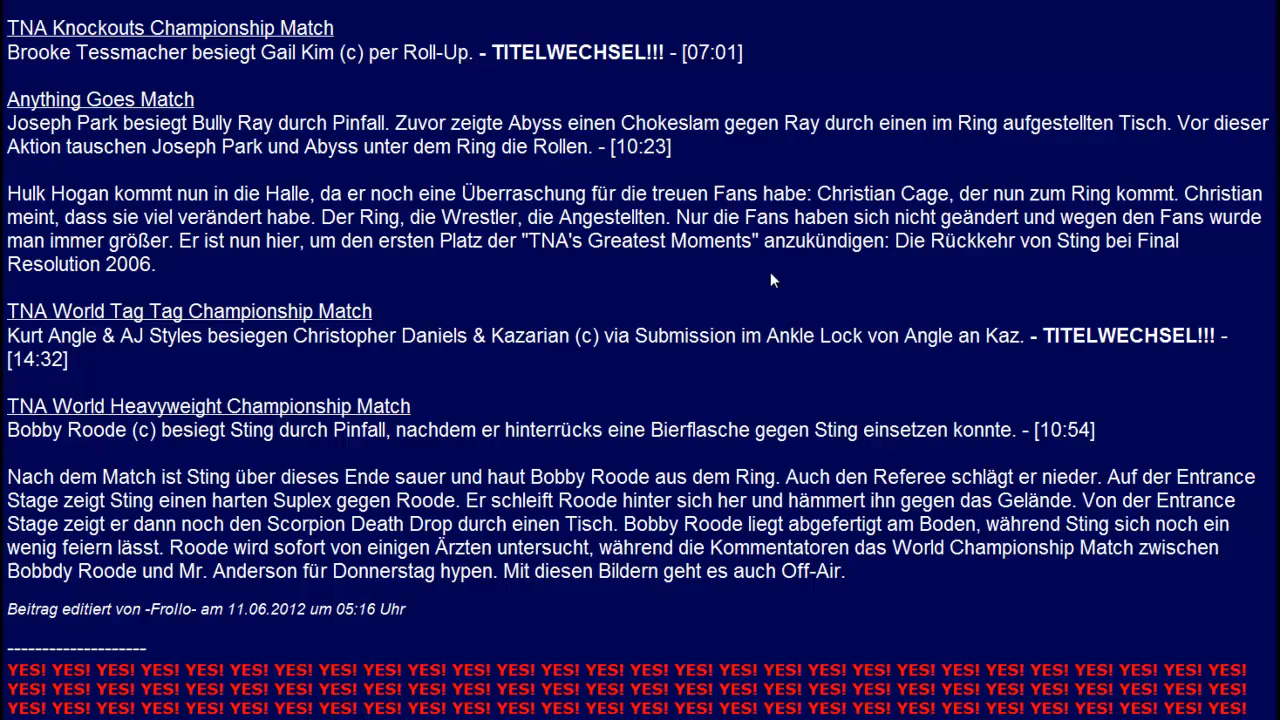 TNA Knockouts Championship Match
Brooke Tessmacher besiegt Gail Kim (c) per Roll-Up. - TITELWECHSEL!!! - [07:01]
Anything Goes Match
Joseph Park besiegt Bully Ray durch Pinfall. Zuvor zeigte Abyss einen Chokeslam gegen Ray durch einen im Ring aufgestellten Tisch. Vor dieser
Aktion tauschen Joseph Park und Abyss unter dem Ring die Rollen. - [10:23]
Hulk Hogan kommt nun in die Halle, da er noch eine Überraschung für die treuen Fans habe: Christian Cage, der nun zum Ring kommt. Christian
meint, dass sie viel verändert habe. Der Ring, die Wrestler, die Angestellten. Nur die Fans haben sich nicht geändert und wegen den Fans wurde
man immer größer. Er ist nun hier, um den ersten Platz der "TNA's Greatest Moments" anzukündigen: Die Rückkehr von Sting bei Final
Resolution 2006.
TNA World Tag Tag Championship Match
Kurt Angle & AJ Styles besiegen Christopher Daniels & Kazarian (c) via Submission im Ankle Lock von Angle an Kaz. - TITELWECHSEL!!! -
[14:32]
TNA World Heavyweight Championship Match
Bobby Roode (c) besiegt Sting durch Pinfall, nachdem er hinterrücks eine Bierflasche gegen Sting einsetzen konnte. - [10:54]
Nach dem Match ist Sting über dieses Ende sauer und haut Bobby Roode aus dem Ring. Auch den Referee schlägt er nieder. Auf der Entrance
Stage zeigt Sting einen harten Suplex gegen Roode. Er schleift Roode hinter sich her und hämmert ihn gegen das Gelände. Von der Entrance
Stage zeigt er dann noch den Scorpion Death Drop durch einen Tisch. Bobby Roode liegt abgefertigt am Boden, während Sting sich noch ein
wenig feiern lässt. Roode wird sofort von einigen Ärzten untersucht, während die Kommentatoren das World Championship Match zwischen
Bobbdy Roode und Mr. Anderson für Donnerstag hypen. Mit diesen Bildern geht es auch Off-Air.
Beitrag editiert von -Frollo- am 11.06.2012 um 05:16 Uhr
--------------------
YES! YES! YES! YES! YES! YES! YES! YES! YES! YES! YES! YES! YES! YES! YES! YES! YES! YES! YES! YES! YES! YES! YES! YES! YES! YES! YES! YES!
YES! YES! YES! YES! YES! YES! YES! YES! YES! YES! YES! YES! YES! YES! YES! YES! YES! YES! YES! YES! YES! YES! YES! YES! YES! YES! YES! YES!
YES! YES! YES! YES! YES! YES! YES! YES! YES! YES! YES! YES! YES! YES! YES! YES! YES! YES! YES! YES! YES! YES! YES! YES! YES! YES! YES! YES!